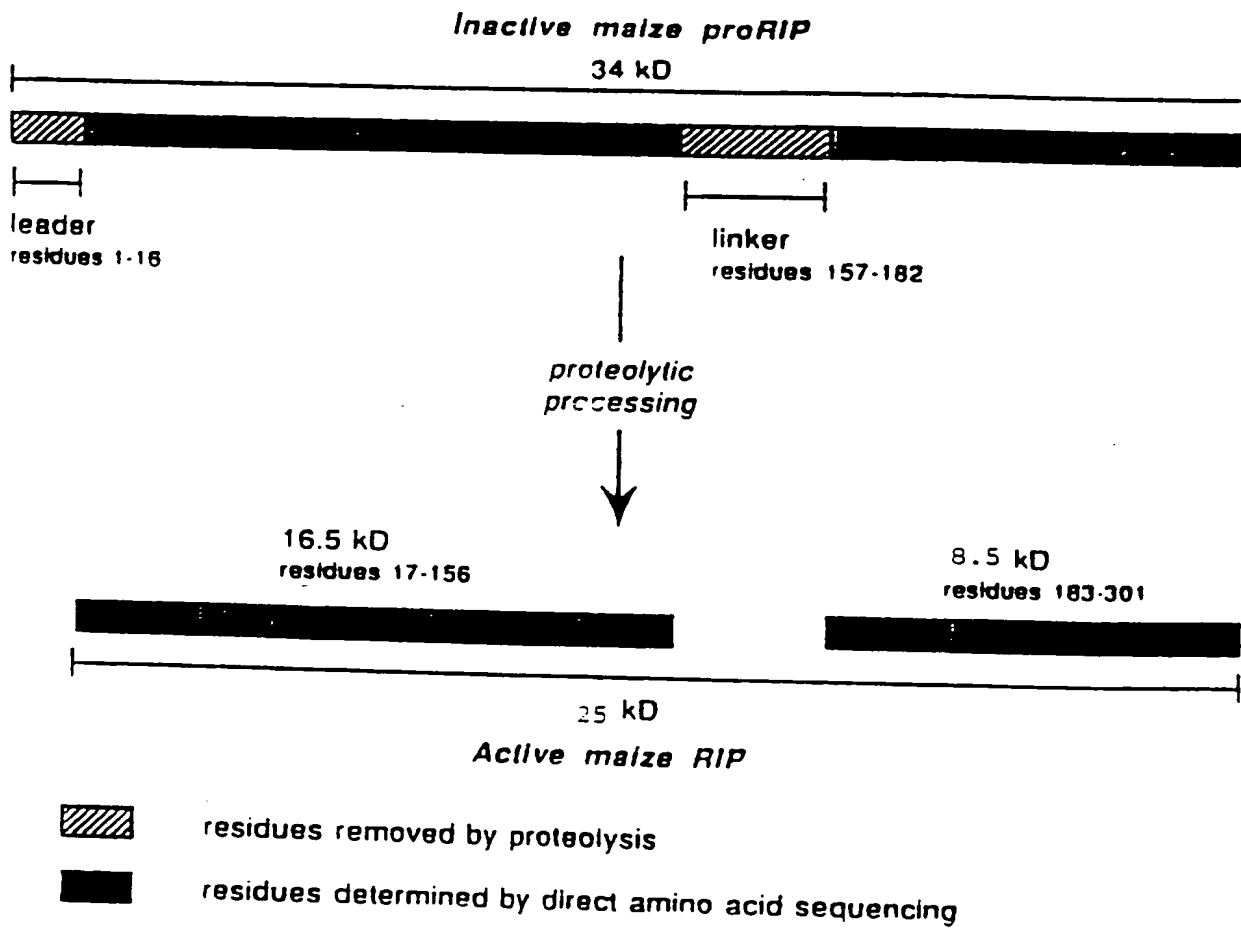 Inactive maize proRIP
34 kD
leader
residues 1-16
linker
residues 157-182
proteolytic
processing
16.5 kD
residues 17-156
8.5 kD
residues 183-301
25 kD
Active maize RIP
residues removed by proteolysis
residues determined by direct amino acid sequencing